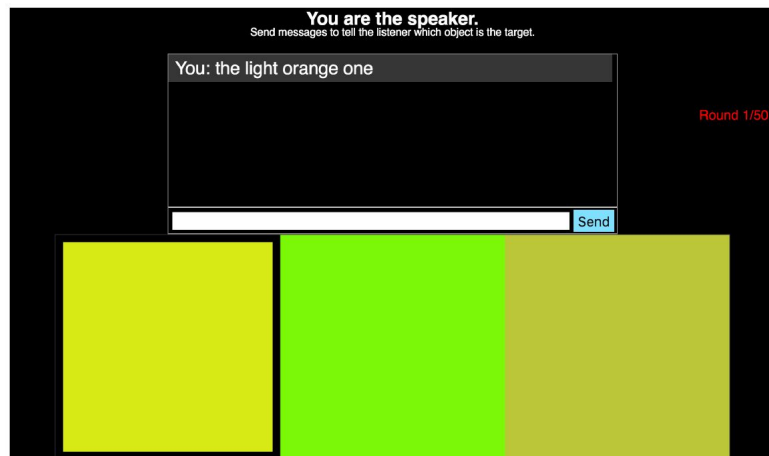 You are the speaker.
Send messages to tell the listener which object is the target.
You: the light orange one
Round 1/50
Send